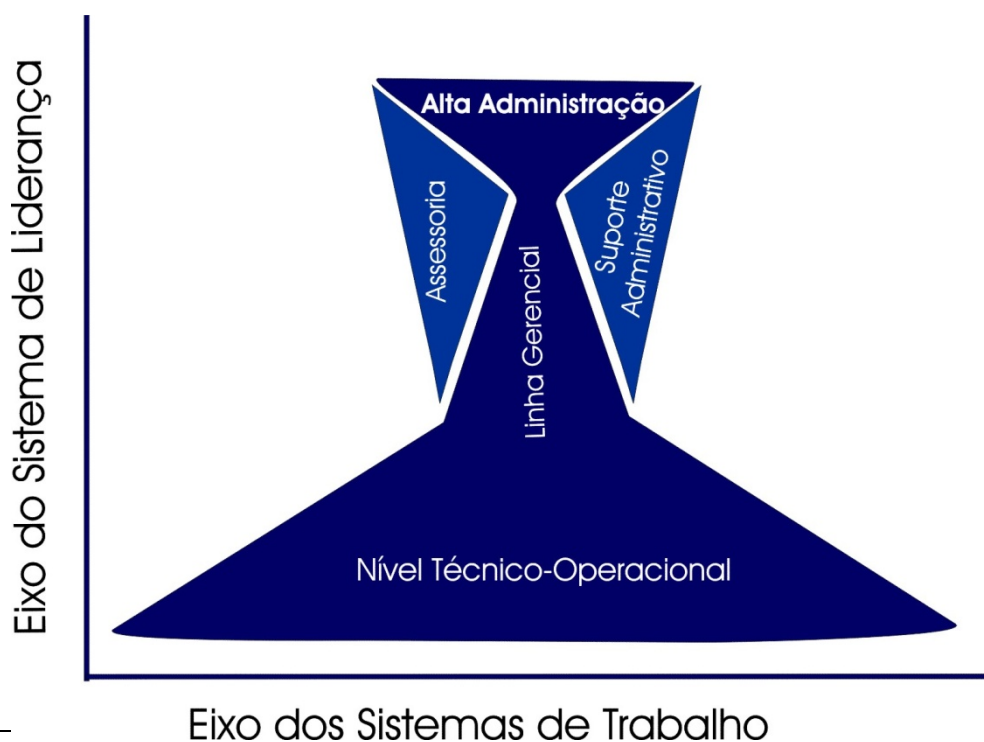 Eixo do Sistema de Liderança
Alta Administração
Assessoria
Suporte
Administrativo
Linha Gerencial
Nível Técnico-Operacional
Eixo dos Sistemas de Trabalho